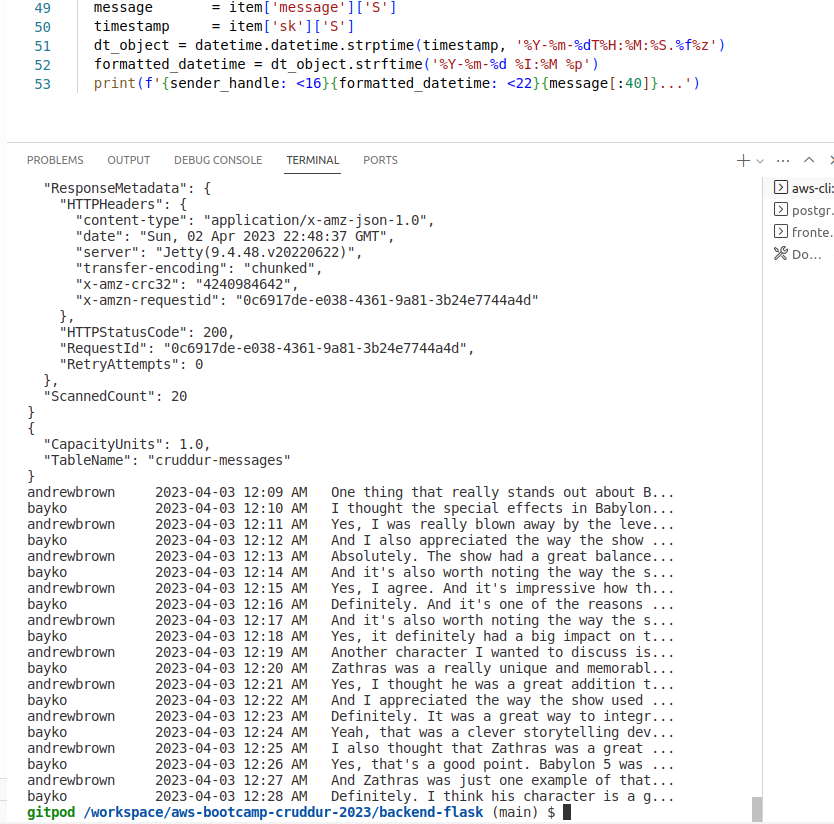 49 message = item['message']['S']
50 timestamp = item['sk']['S']
51 dt_object = datetime.datetime.strptime(timestamp, '%Y-%m-%dT%H:%M:%S.%f%z')
52 formatted_datetime = dt_object.strftime('%Y-%m-%d %I:%M %p')
53 print(f'{sender_handle: <16}{formatted_datetime: <22}{message[:40]}...')
PROBLEMS OUTPUT DEBUG CONSOLE TERMINAL PORTS
"ResponseMetadata": {
"HTTPHeaders": {
"content-type": "application/x-amz-json-1.0",
"date": "Sun, 02 Apr 2023 22:48:37 GMT",
"server": "Jetty(9.4.48.v20220622)",
"transfer-encoding": "chunked",
"x-amz-crc32": "4240984642",
"x-amzn-requestid": "0c6917de-e038-4361-9a81-3b24e7744a4d"
},
"HTTPStatusCode": 200,
"RequestId": "0c6917de-e038-4361-9a81-3b24e7744a4d",
"RetryAttempts": 0
},
"ScannedCount": 20
}
{
"CapacityUnits": 1.0,
"TableName": "cruddur-messages"
}
andrewbrown 2023-04-03 12:09 AM One thing that really stands out about B...
bayko 2023-04-03 12:10 AM I thought the special effects in Babylon...
andrewbrown 2023-04-03 12:11 AM Yes, I was really blown away by the leve...
bayko 2023-04-03 12:12 AM And I also appreciated the way the show ...
andrewbrown 2023-04-03 12:13 AM Absolutely. The show had a great balance...
bayko 2023-04-03 12:14 AM And it's also worth noting the way the s...
andrewbrown 2023-04-03 12:15 AM Yes, I agree. And it's impressive how th...
bayko 2023-04-03 12:16 AM Definitely. And it's one of the reasons ...
andrewbrown 2023-04-03 12:17 AM And it's also worth noting the way the s...
bayko 2023-04-03 12:18 AM Yes, it definitely had a big impact on t...
andrewbrown 2023-04-03 12:19 AM Another character I wanted to discuss is...
bayko 2023-04-03 12:20 AM Zathras was a really unique and memorabl...
andrewbrown 2023-04-03 12:21 AM Yes, I thought he was a great addition t...
bayko 2023-04-03 12:22 AM And I appreciated the way the show used ...
andrewbrown 2023-04-03 12:23 AM Definitely. It was a great way to integr...
bayko 2023-04-03 12:24 AM Yeah, that was a clever storytelling dev...
andrewbrown 2023-04-03 12:25 AM I also thought that Zathras was a great ...
bayko 2023-04-03 12:26 AM Yes, that's a good point. Babylon 5 was ...
andrewbrown 2023-04-03 12:27 AM And Zathras was just one example of that...
bayko 2023-04-03 12:28 AM Definitely. I think his character is a g...
gitpod /workspace/aws-bootcamp-cruddur-2023/backend-flask (main) $
aws-cli:
postgr.
fronte.
Do...